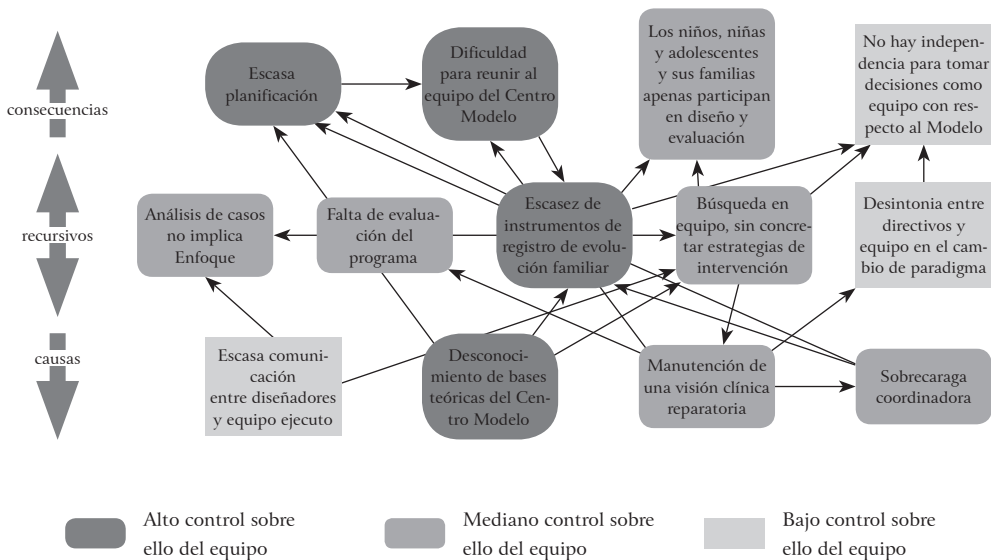 consecuencias
Escasa
planificación
Dificuldad
para reunir al
equipo del Centro
Modelo
Los niños, niñas
y adolescentes
y sus familias
apenas participan
en diseño y
evaluación
No hay indepen-
dencia para tomar
decisiones como
equipo con res-
pecto al Modelo
recursivos
Análisis de casos
no implica
Enfoque
Falta de evalua-
ción del
programa
Escasez de
instrumentos de
registro de evolu-
ción familiar
Búsqueda en
equipo, sin concre-
tar estrategias de
intervención
Desintonia entre
directivos y
equipo en el cam-
bio de paradigma
causas
Escasa comuni-
cación
entre diseñadores
y equipo ejecuto
Desconoci-
miento de bases
teóricas del Cen-
tro Modelo
Manutención de
una visión clínica
reparatoria
Sobrecaraga
coordinadora
Alto control sobre
ello del equipo
Mediano control sobre
ello del equipo
Bajo control sobre
ello del equipo